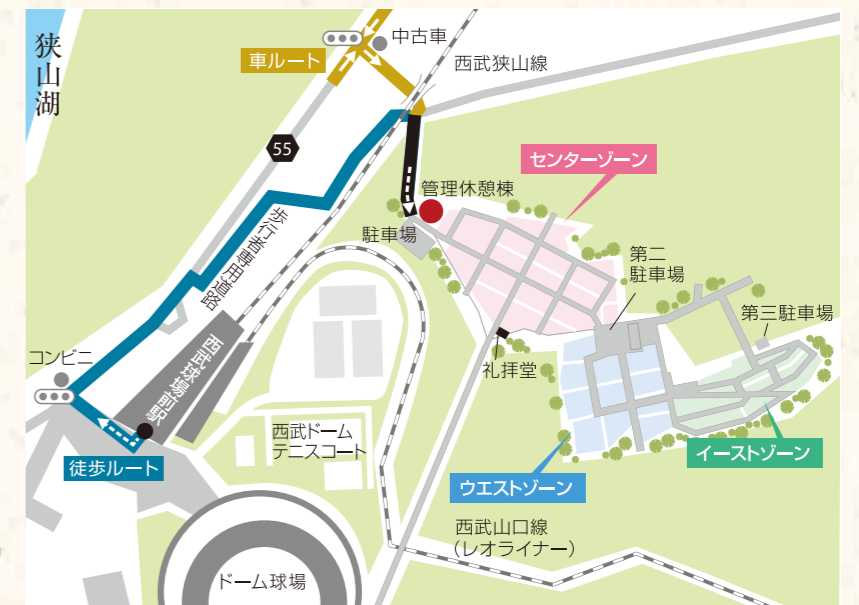 狭山湖
中古車
車ルート
西武狭山線
55
センターゾーン
管理休憩棟
駐車場
歩行者専用道路
第二
駐車場
第三駐車場
コンビニ
西武球場前駅
礼拝堂
西武ドーム
テニスコート
徒歩ルート
イーストゾーン
ウエストゾーン
西武山口線
（レオライナー）
ドーム球場